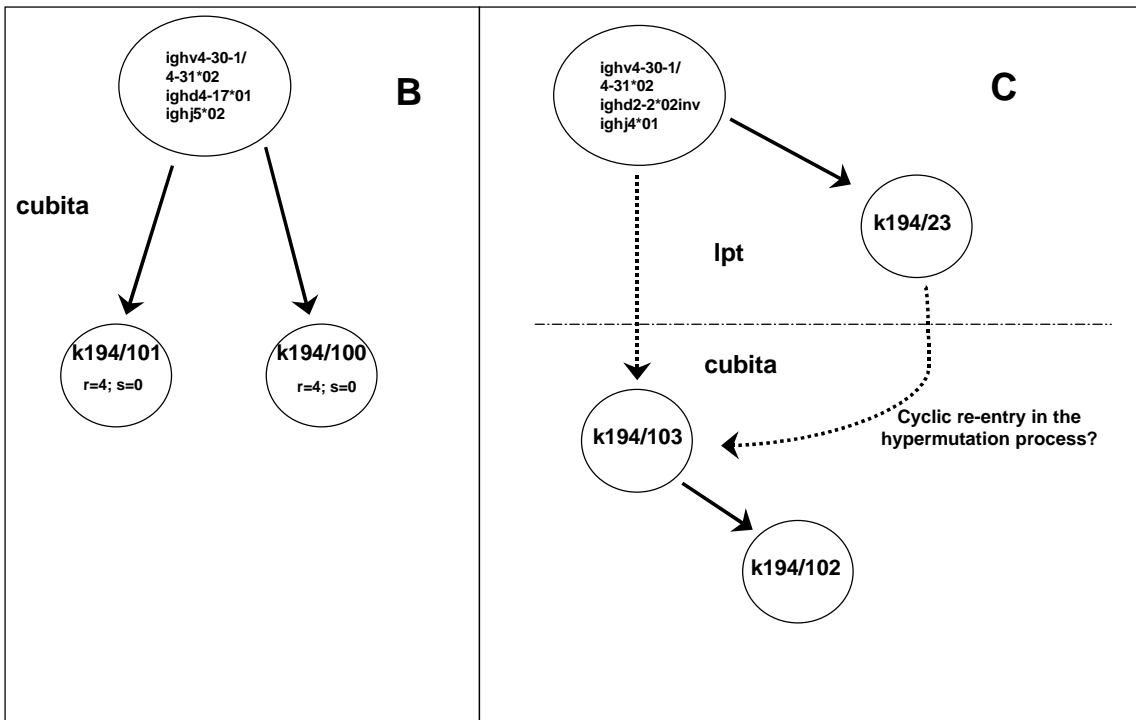 ighv4-30-1/
4-31*02
ighd4-17*01
ighj5*02
B
cubita
k194/101
r=4; s=0
k194/100
r=4; s=0
ighv4-30-1/
4-31*02
ighd2-2*02inv
ighj4*01
C
k194/23
lpt
cubita
k194/103
Cyclic re-entry in the
hypermutation process?
k194/102